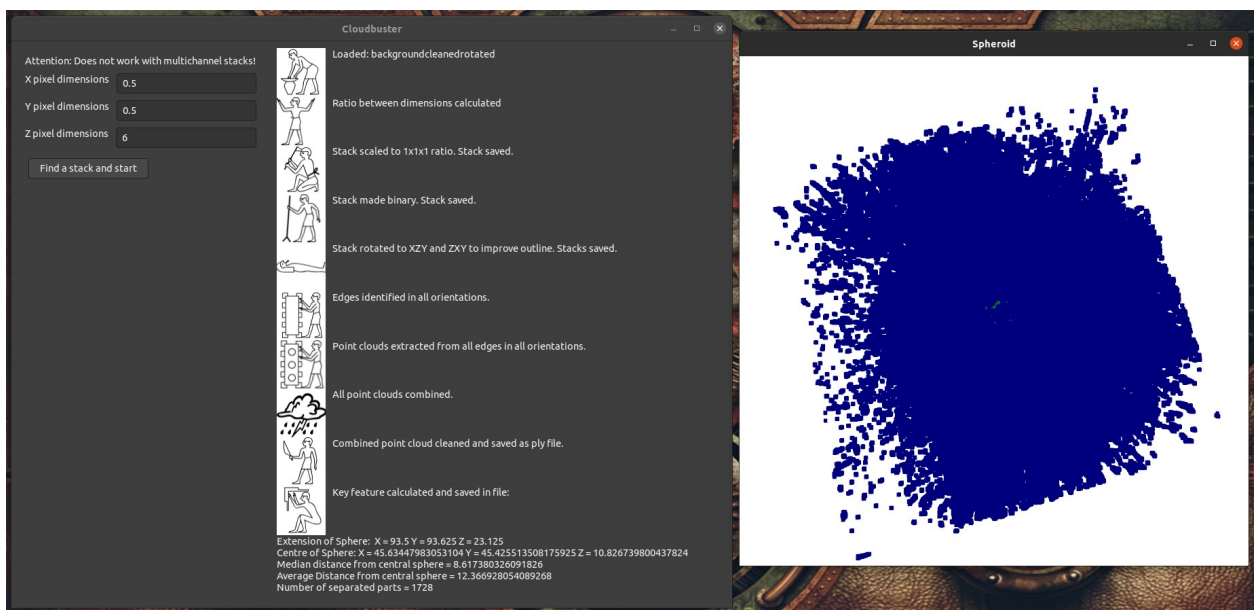 Cloudbuster
Attention: Does not work with multichannel stacks!
X pixel dimensions 0.5
Y pixel dimensions 0.5
Z pixel dimensions 6
Find a stack and start
Loaded: backgroundcleanedrotated
Ratio between dimensions calculated
Stack scaled to 1x1x1 ratio. Stack saved.
Stack made binary. Stack saved.
Stack rotated to XZY and ZXY to improve outline. Stacks saved.
Edges identified in all orientations.
Point clouds extracted from all edges in all orientations.
All point clouds combined.
Combined point cloud cleaned and saved as ply file.
Key feature calculated and saved in file:
Extension of Sphere: X = 93.5 Y = 93.625 Z = 23.125
Centre of Sphere: X = 45.63447983053104 Y = 45.425513508175925 Z = 10.826739800437824
Median distance from central sphere = 8.617380326091826
Average Distance from central sphere = 12.366928054089268
Number of separated parts = 1728
Spheroid